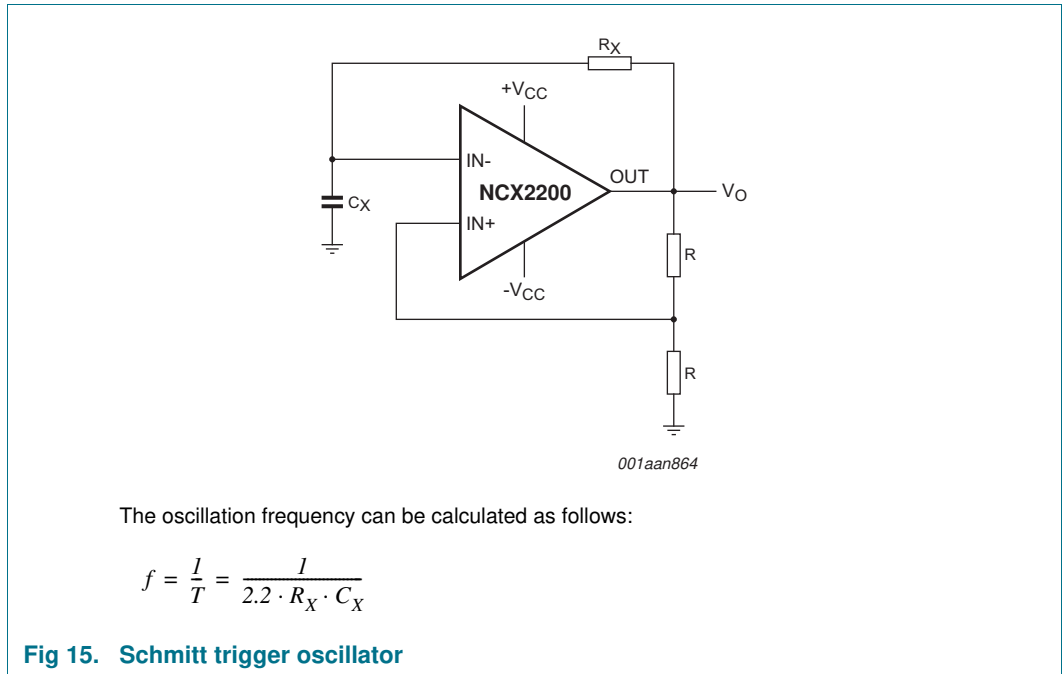 RX
+VCC
IN-
OUT
NCX2200
VO
CX
IN+
R
-VCC
R
001aan864
The oscillation frequency can be calculated as follows:
f = 1/T = 1/(2.2 · RX · CX)
Fig 15. Schmitt trigger oscillator